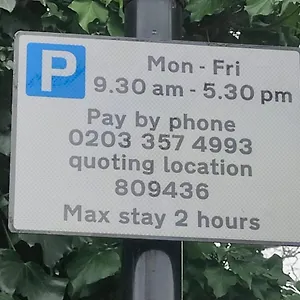 P
Mon - Fri
9.30 am - 5.30 pm
Pay by phone
0203 357 4993
quoting location
809436
Max stay 2 hours